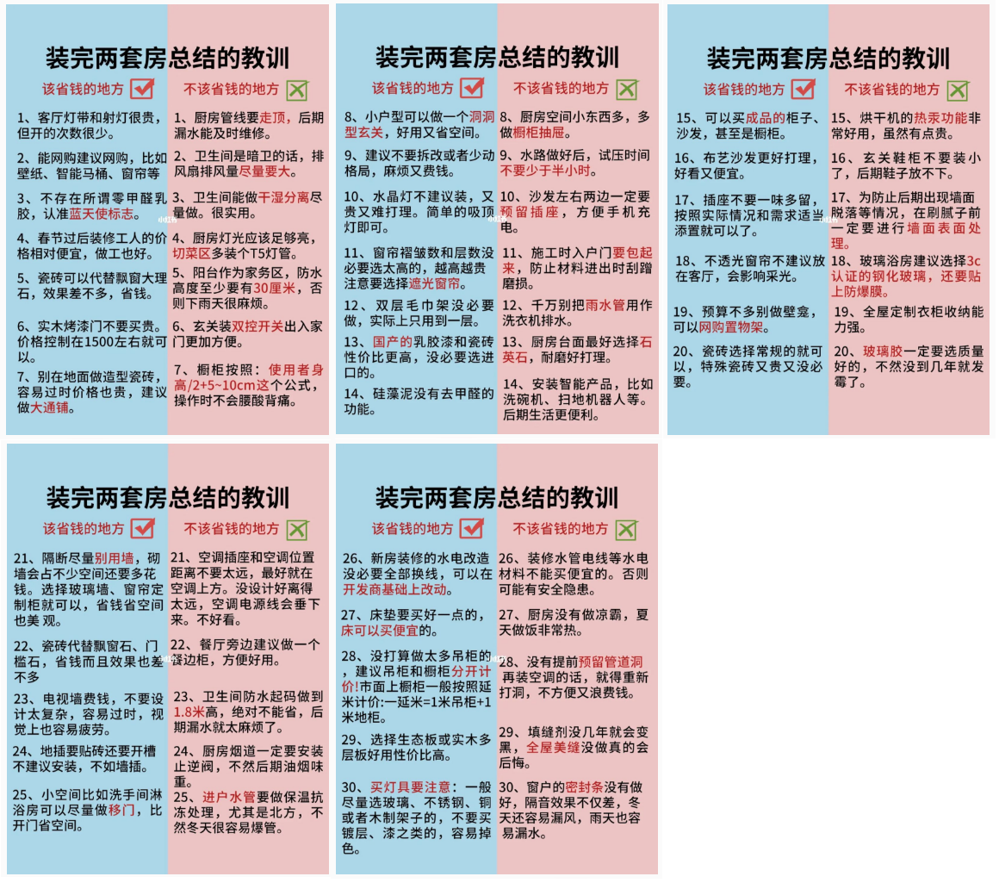 装完两套房总结的教训
该省钱的地方
不该省钱的地方
1、客厅灯带和射灯很贵，
但开的次数很少。
2、能网购建议网购，比如
壁纸、智能马桶、窗帘等
3、不存在所谓零甲醛乳
胶，认准蓝天使标志。
4、春节过后装修工人的价
格相对便宜，做工也好。
5、瓷砖可以代替飘窗大理
石，效果差不多，省钱。
6、实木烤漆门不要买贵。
价格控制在1500左右就可
以。
7、别在地面做造型瓷砖，
容易过时价格也贵，建议
做大通铺。
1、厨房管线要走顶，后期
漏水能及时维修。
2、卫生间是暗卫的话，排
风扇排风量尽量要大。
3、卫生间能做干湿分离尽
量做。很实用。
4、厨房灯光应该足够亮，
切菜区多装个T5灯管。
5、阳台作为家务区，防水
高度至少要有30厘米，否
则下雨天很麻烦。
6、玄关装双控开关出入家
门更加方便。
7、橱柜按照：使用者身
高/2+5~10cm这个公式，
操作时不会腰酸背痛。
小红书
装完两套房总结的教训
该省钱的地方
不该省钱的地方
8、小户型可以做一个洞洞
型玄关，好用又省空间。
9、建议不要拆改或者少动
格局，麻烦又费钱。
10、水晶灯不建议装，又
贵又难打理。简单的吸顶
灯即可。
11、窗帘褶皱数和层数没
必要选太高的，越高越贵
注意要选择遮光窗帘。
12、双层毛巾架没必要
做，实际上只用到一层。
13、国产的乳胶漆和瓷砖
性价比更高，没必要选进
口的。
14、硅藻泥没有去甲醛的
功能。
8、厨房空间小东西多，多
做橱柜抽屉。
9、水路做好后，试压时间
不要少于半小时。
10、沙发左右两边一定要
预留插座，方便手机充
电。
11、施工时入户门要包起
来，防止材料进出时刮蹭
磨损。
12、千万别把雨水管用作
洗衣机排水。
13、厨房台面最好选择石
英石，耐磨好打理。
14、安装智能产品，比如
洗碗机、扫地机器人等。
后期生活更便利。
小红书
装完两套房总结的教训
该省钱的地方
不该省钱的地方
15、可以买成品的柜子、
沙发，甚至是橱柜。
16、布艺沙发更好打理，
好看又便宜。
17、插座不要一味多留，
按照实际情况和需求适当
添置就可以了。
18、不透光窗帘不建议放
在客厅，会影响采光。
19、预算不多别做壁龛，
可以网购置物架。
20、瓷砖选择常规的就可
以，特殊瓷砖又贵又没必
要。
15、烘干机的热汞功能非
常好用，虽然有点贵。
16、玄关鞋柜不要装小
了，后期鞋子放不下。
17、为防止后期出现墙面
脱落等情况，在刷腻子前
一定要进行墙面表面处
理。
18、玻璃浴房建议选择3c
认证的钢化玻璃，还要贴
上防爆膜。
19、全屋定制衣柜收纳能
力强。
20、玻璃胶一定要选质量
好的，不然没到几年就发
霉了。
小红书
装完两套房总结的教训
该省钱的地方
不该省钱的地方
21、隔断尽量别用墙，砌
墙会占不少空间还要多花
钱。选择玻璃墙、窗帘定
制柜就可以，省钱省空间
也美 观。
22、瓷砖代替飘窗石、门
槛石，省钱而且效果也差
不多
23、电视墙费钱，不要设
计太复杂，容易过时，视
觉上也容易疲劳。
24、地插要贴砖还要开槽
不建议安装，不如墙插。
25、小空间比如洗手间淋
浴房可以尽量做移门，比
开门省空间。
21、空调插座和空调位置
距离不要太远，最好就在
空调上方。没设计好离得
太远，空调电源线会垂下
来。不好看。
22、餐厅旁边建议做一个
餐边柜，方便好用。
23、卫生间防水起码做到
1.8米高，绝对不能省，后
期漏水就太麻烦了。
24、厨房烟道一定要安装
止逆阀，不然后期油烟味
重。
25、进户水管要做保温抗
冻处理，尤其是北方，不
然冬天很容易爆管。
小红书
装完两套房总结的教训
该省钱的地方
不该省钱的地方
26、新房装修的水电改造
没必要全部换线，可以在
开发商基础上改动。
27、床垫要买好一点的，
床可以买便宜的。
28、没打算做太多吊柜的
，建议吊柜和橱柜分开计
价!市面上橱柜一般按照延
米计价:一延米=1米吊柜+1
米地柜。
29、选择生态板或实木多
层板好用性价比高。
30、买灯具要注意：一般
尽量选玻璃、不锈钢、铜
或者木制架子的，不要买
镀层、漆之类的，容易掉
色。
26、装修水管电线等水电
材料不能买便宜的。否则
可能有安全隐患。
27、厨房没有做凉霸，夏
天做饭非常热。
28、没有提前预留管道洞
再装空调的话，就得重新
打洞，不方便又浪费钱。
29、填缝剂没几年就会变
黑，全屋美缝没做真的会
后悔。
30、窗户的密封条没有做
好，隔音效果不仅差，冬
天还容易漏风，雨天也容
易漏水。
小红书